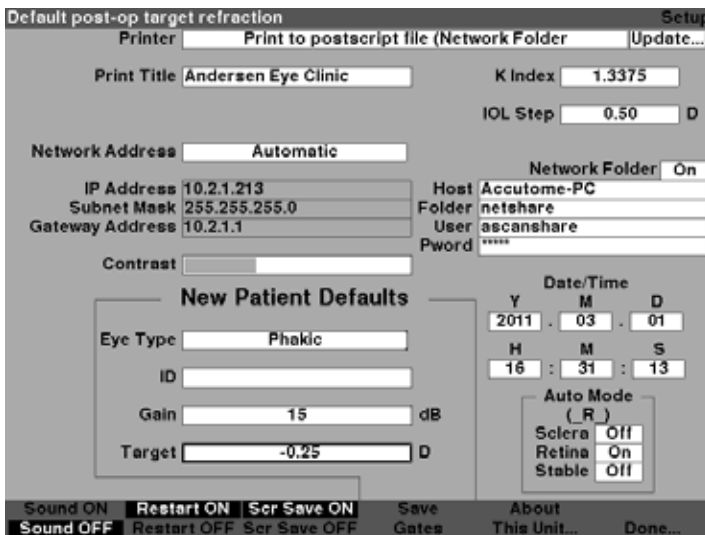 Default post-op target refraction Setup
Printer Print to postscript file (Network Folder Update...
Print Title Andersen Eye Clinic K Index 1.3375
IOL Step 0.50 D
Network Address Automatic
Network Folder On
IP Address 10.2.1.213 Host Accutome-PC
Subnet Mask 255.255.255.0 Folder netshare
Gateway Address 10.2.1.1 User ascanshare
Pword *****
Contrast
Date/Time
New Patient Defaults Y M D
2011 . 03 . 01
Eye Type Phakic H M S
16 : 31 : 13
ID
Auto Mode
Gain 15 dB (_R_)
Sclera Off
Target -0.25 D Retina On
Stable Off
Sound ON Restart ON Scr Save ON Save About
Sound OFF Restart OFF Scr Save OFF Gates This Unit... Done...